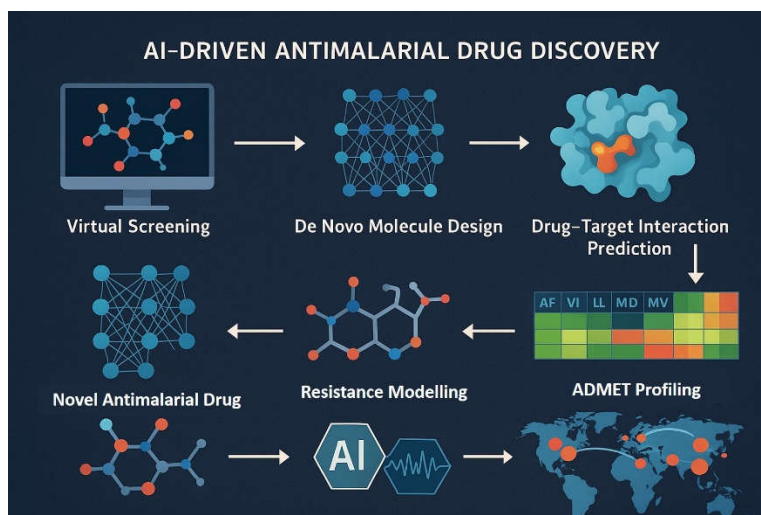 AI-DRIVEN ANTIMALARIAL DRUG DISCOVERY
Virtual Screening
De Novo Molecule Design
Drug-Target Interaction
Prediction
AF VI LL MD MV
Novel Antimalarial Drug
Resistance Modelling
ADMET Profiling
AI